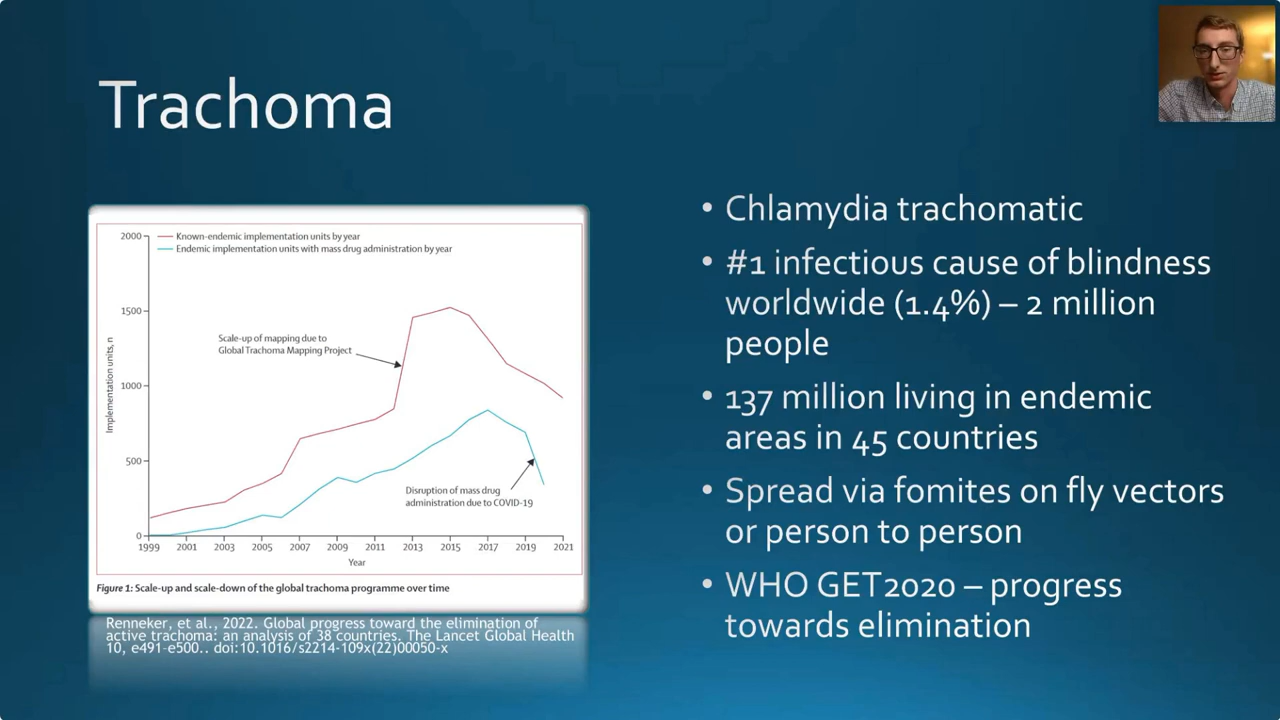 Trachoma
2000
Known-endemic implementation units by year
Endemic implementation units with mass drug administration by year
1500
Scale-up of mapping due to
Global Trachoma Mapping Project
Implementation units, n
1000
500
Disruption of mass drug
administration due to COVID-19
0
1999 2001 2003 2005 2007 2009 2011 2013 2015 2017 2019 2021
Year
Figure 1: Scale-up and scale-down of the global trachoma programme over time
Renneker, et al., 2022. Global progress toward the elimination of
active trachoma: an analysis of 38 countries. The Lancet Global Health
10, e491–e500.. doi:10.1016/s2214-109x(22)00050-x
• Chlamydia trachomatic
• #1 infectious cause of blindness
worldwide (1.4%) – 2 million
people
• 137 million living in endemic
areas in 45 countries
• Spread via fomites on fly vectors
or person to person
• WHO GET2020 – progress
towards elimination